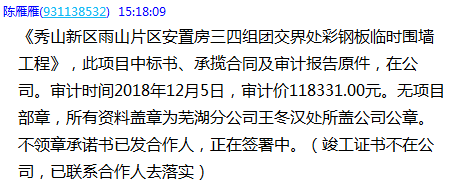 陈雁雁(931138532)  15:18:09
《秀山新区雨山片区安置房三四组团交界处彩钢板临时围墙
工程》，此项目中标书、承揽合同及审计报告原件，在公
司。审计时间2018年12月5日，审计价118331.00元。无项目
部章，所有资料盖章为芜湖分公司王冬汉处所盖公司公章。
不领章承诺书已发合作人，正在签署中。（竣工证书不在公
司，已联系合作人去落实）